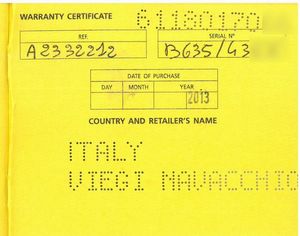 WARRANTY CERTIFICATE 61180170
REF. SERIAL N°
A2332212 B635/43
DATE OF PURCHASE
DAY MONTH YEAR
2013
COUNTRY AND RETAILER'S NAME
ITALY
VIEGI MAVACCHIO